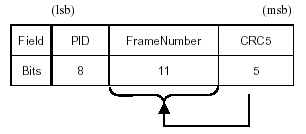 (lsb) (msb)
Field PID FrameNumber CRC5
Bits 8 11 5